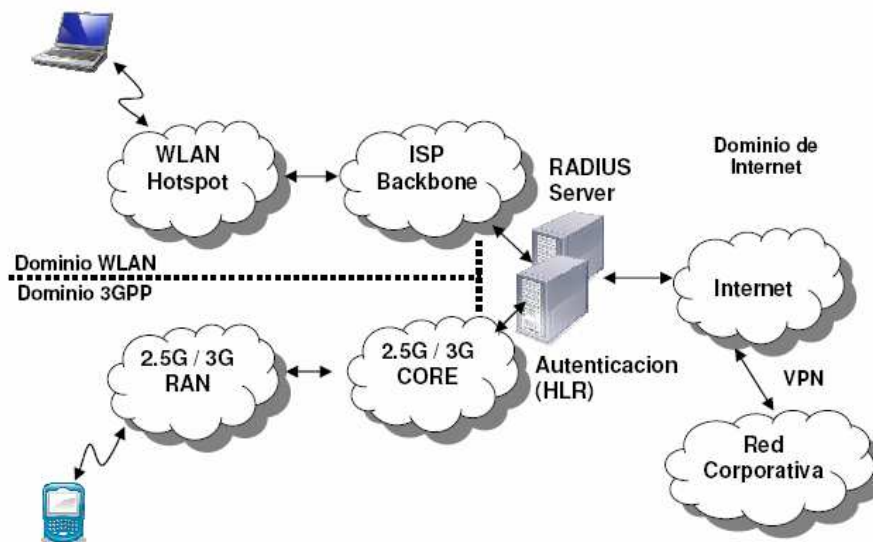 WLAN
Hotspot
ISP
Backbone
RADIUS
Server
Dominio de
Internet
Dominio WLAN
Dominio 3GPP
Internet
2.5G / 3G
RAN
2.5G / 3G
CORE
Autenticacion
(HLR)
VPN
Red
Corporativa